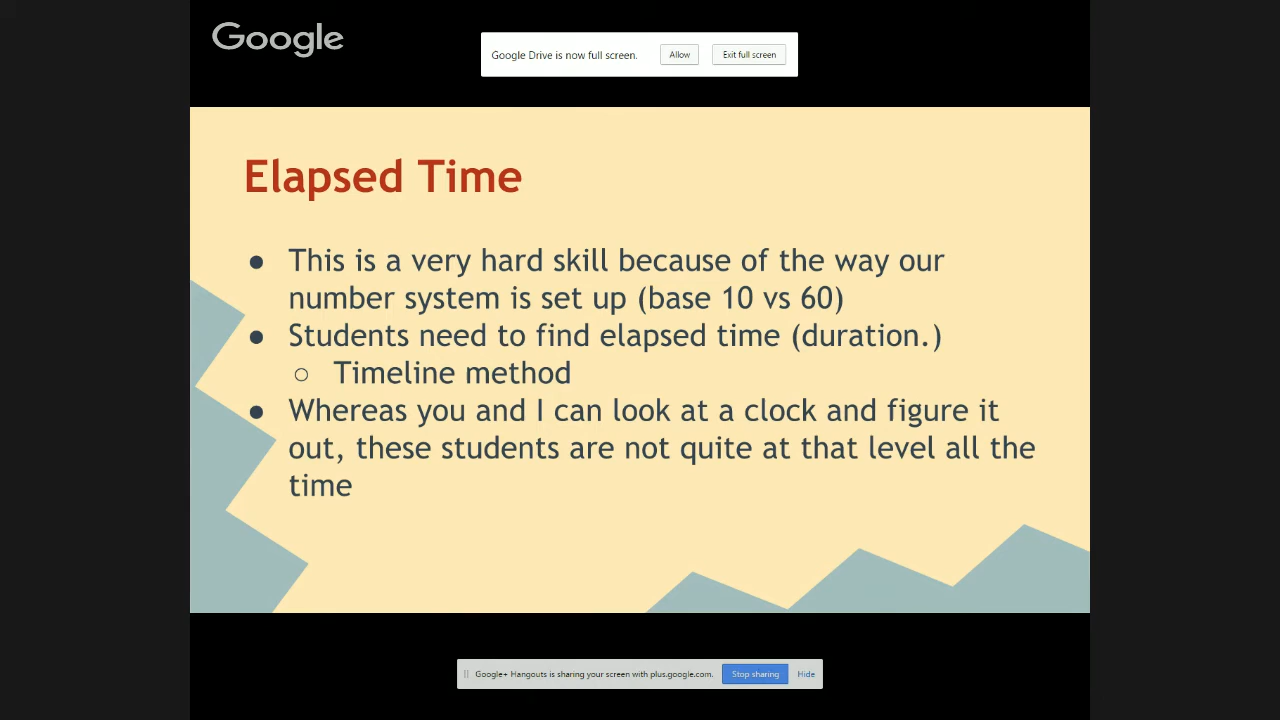 Google
Google Drive is now full screen. Allow Exit full screen
Elapsed Time
● This is a very hard skill because of the way our
number system is set up (base 10 vs 60)
● Students need to find elapsed time (duration.)
○ Timeline method
● Whereas you and I can look at a clock and figure it
out, these students are not quite at that level all the
time
Google+ Hangouts is sharing your screen with plus.google.com. Stop sharing Hide